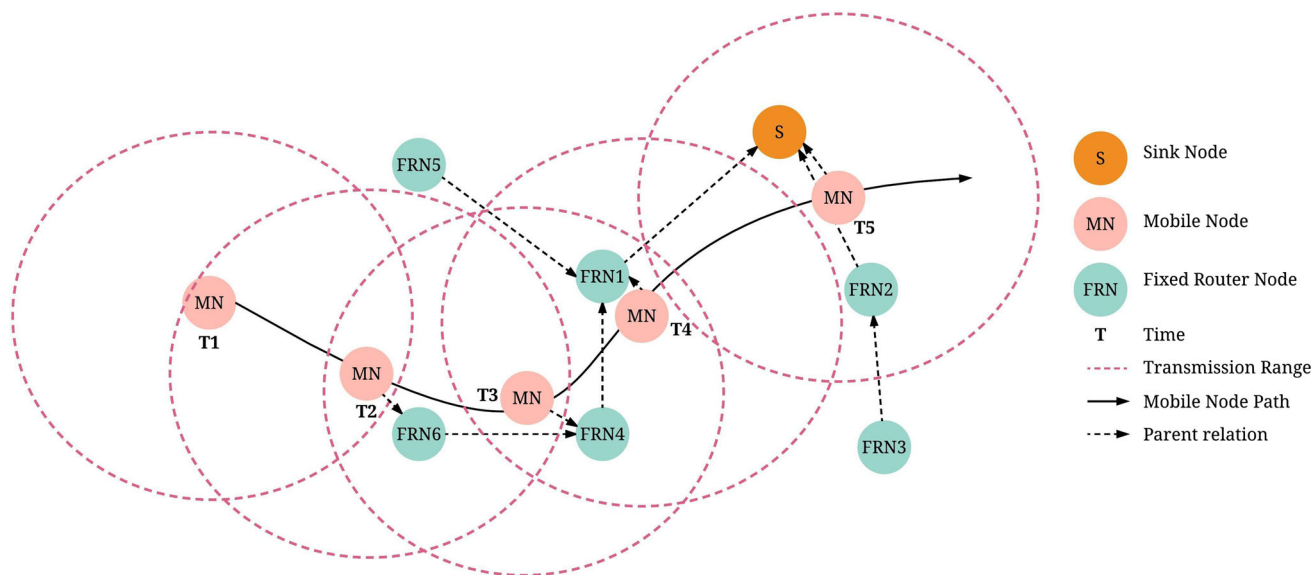 S
FRN5
MN
T5
FRN1
FRN2
MN
T1
MN
T4
MN
T2
T3
MN
FRN6
FRN4
FRN3
S
Sink Node
MN
Mobile Node
FRN
Fixed Router Node
T
Time
Transmission Range
Mobile Node Path
Parent relation